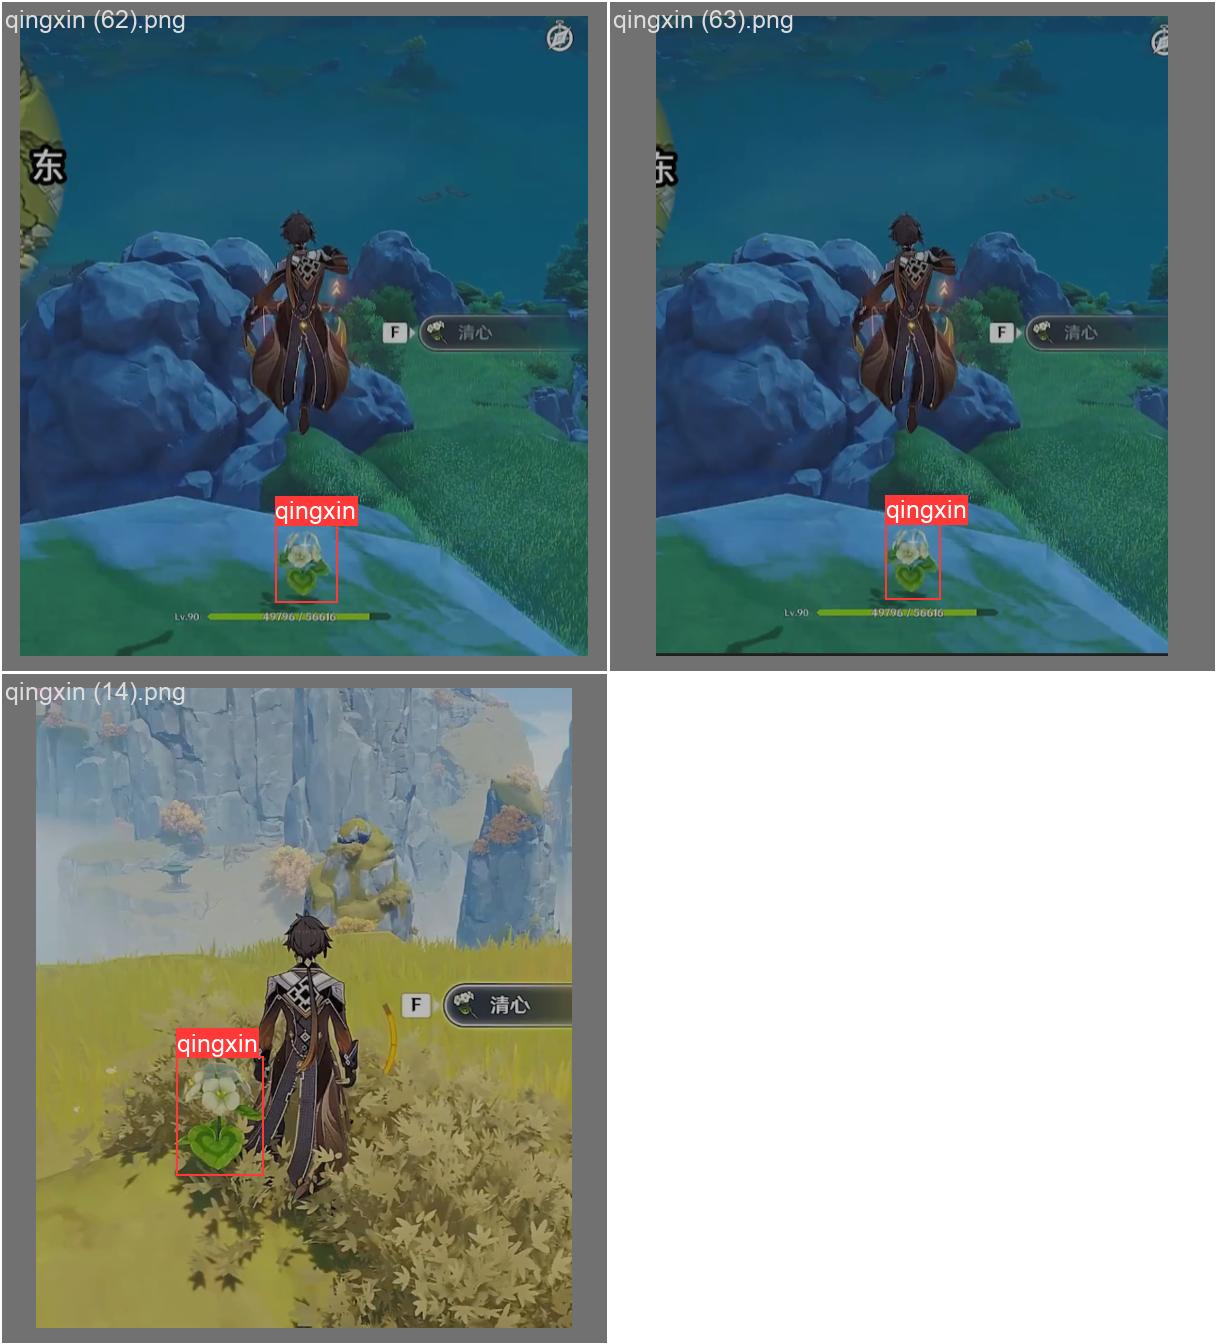 qingxin (62).png
东
F 清心
qingxin
Lv.90 49796 / 56616
qingxin (63).png
东
F 清心
qingxin
Lv.90 49796 / 56616
qingxin (14).png
F 清心
qingxin